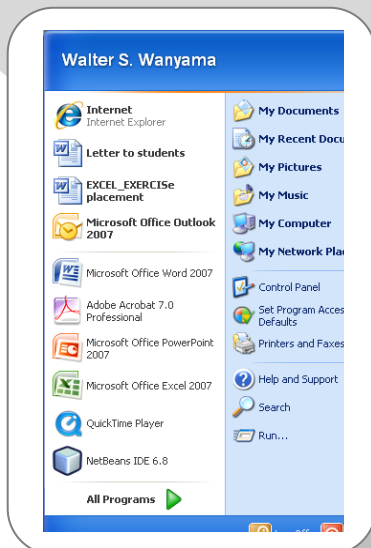 Walter S. Wanyama
Internet
Internet Explorer
Letter to students
EXCEL_EXERCISe
placement
Microsoft Office Outlook
2007
Microsoft Office Word 2007
Adobe Acrobat 7.0
Professional
Microsoft Office PowerPoint
2007
Microsoft Office Excel 2007
QuickTime Player
NetBeans IDE 6.8
All Programs
My Documents
My Recent Docu
My Pictures
My Music
My Computer
My Network Pla
Control Panel
Set Program Acces
Defaults
Printers and Faxes
Help and Support
Search
Run...